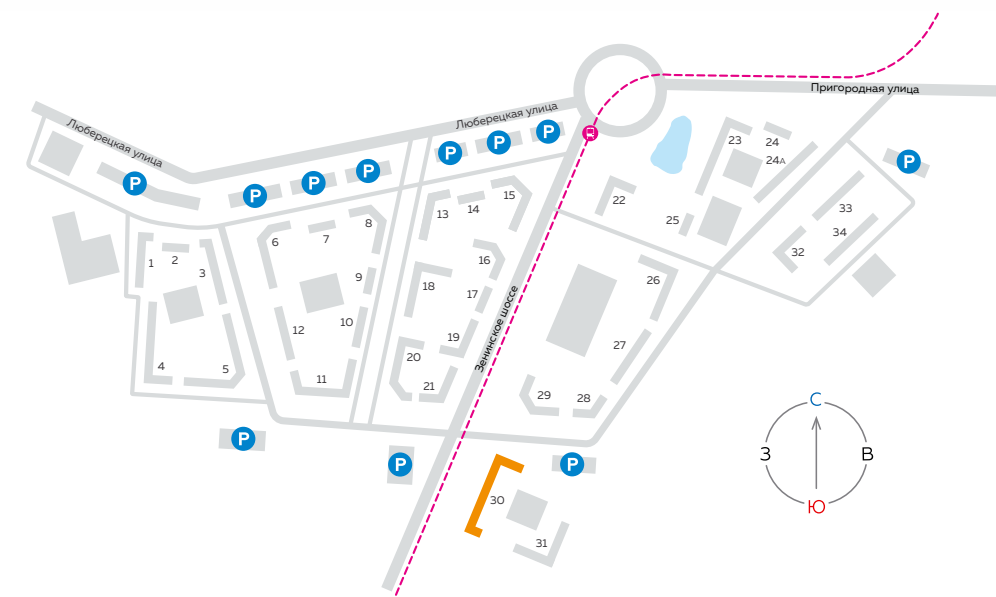 Люберецкая улица
Люберецкая улица
Пригородная улица
Зенинское шоссе
P
P
P
P
P
P
P
P
P
P
P
1
2
3
4
5
6
7
8
9
10
11
12
13
14
15
16
17
18
19
20
21
22
23
24
24А
25
26
27
28
29
30
31
32
33
34
С
З
В
Ю